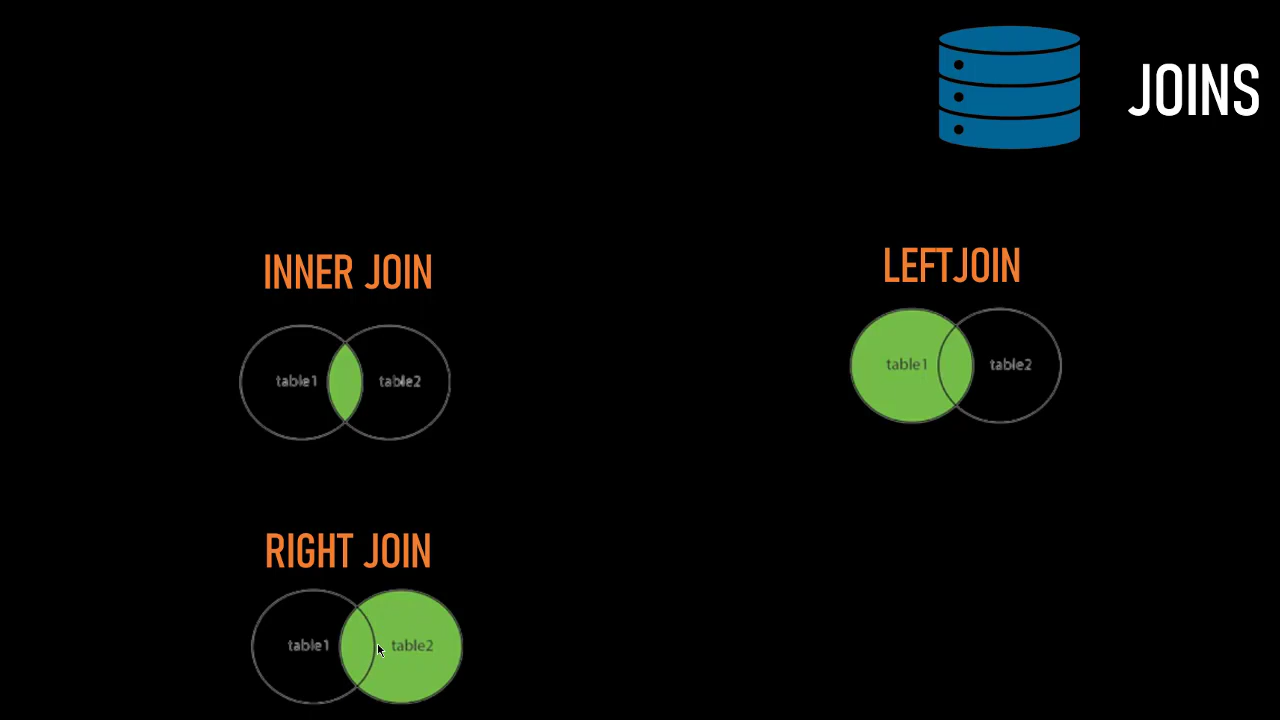 JOINS
INNER JOIN
LEFTJOIN
table1 table2
table1 table2
RIGHT JOIN
table1 table2